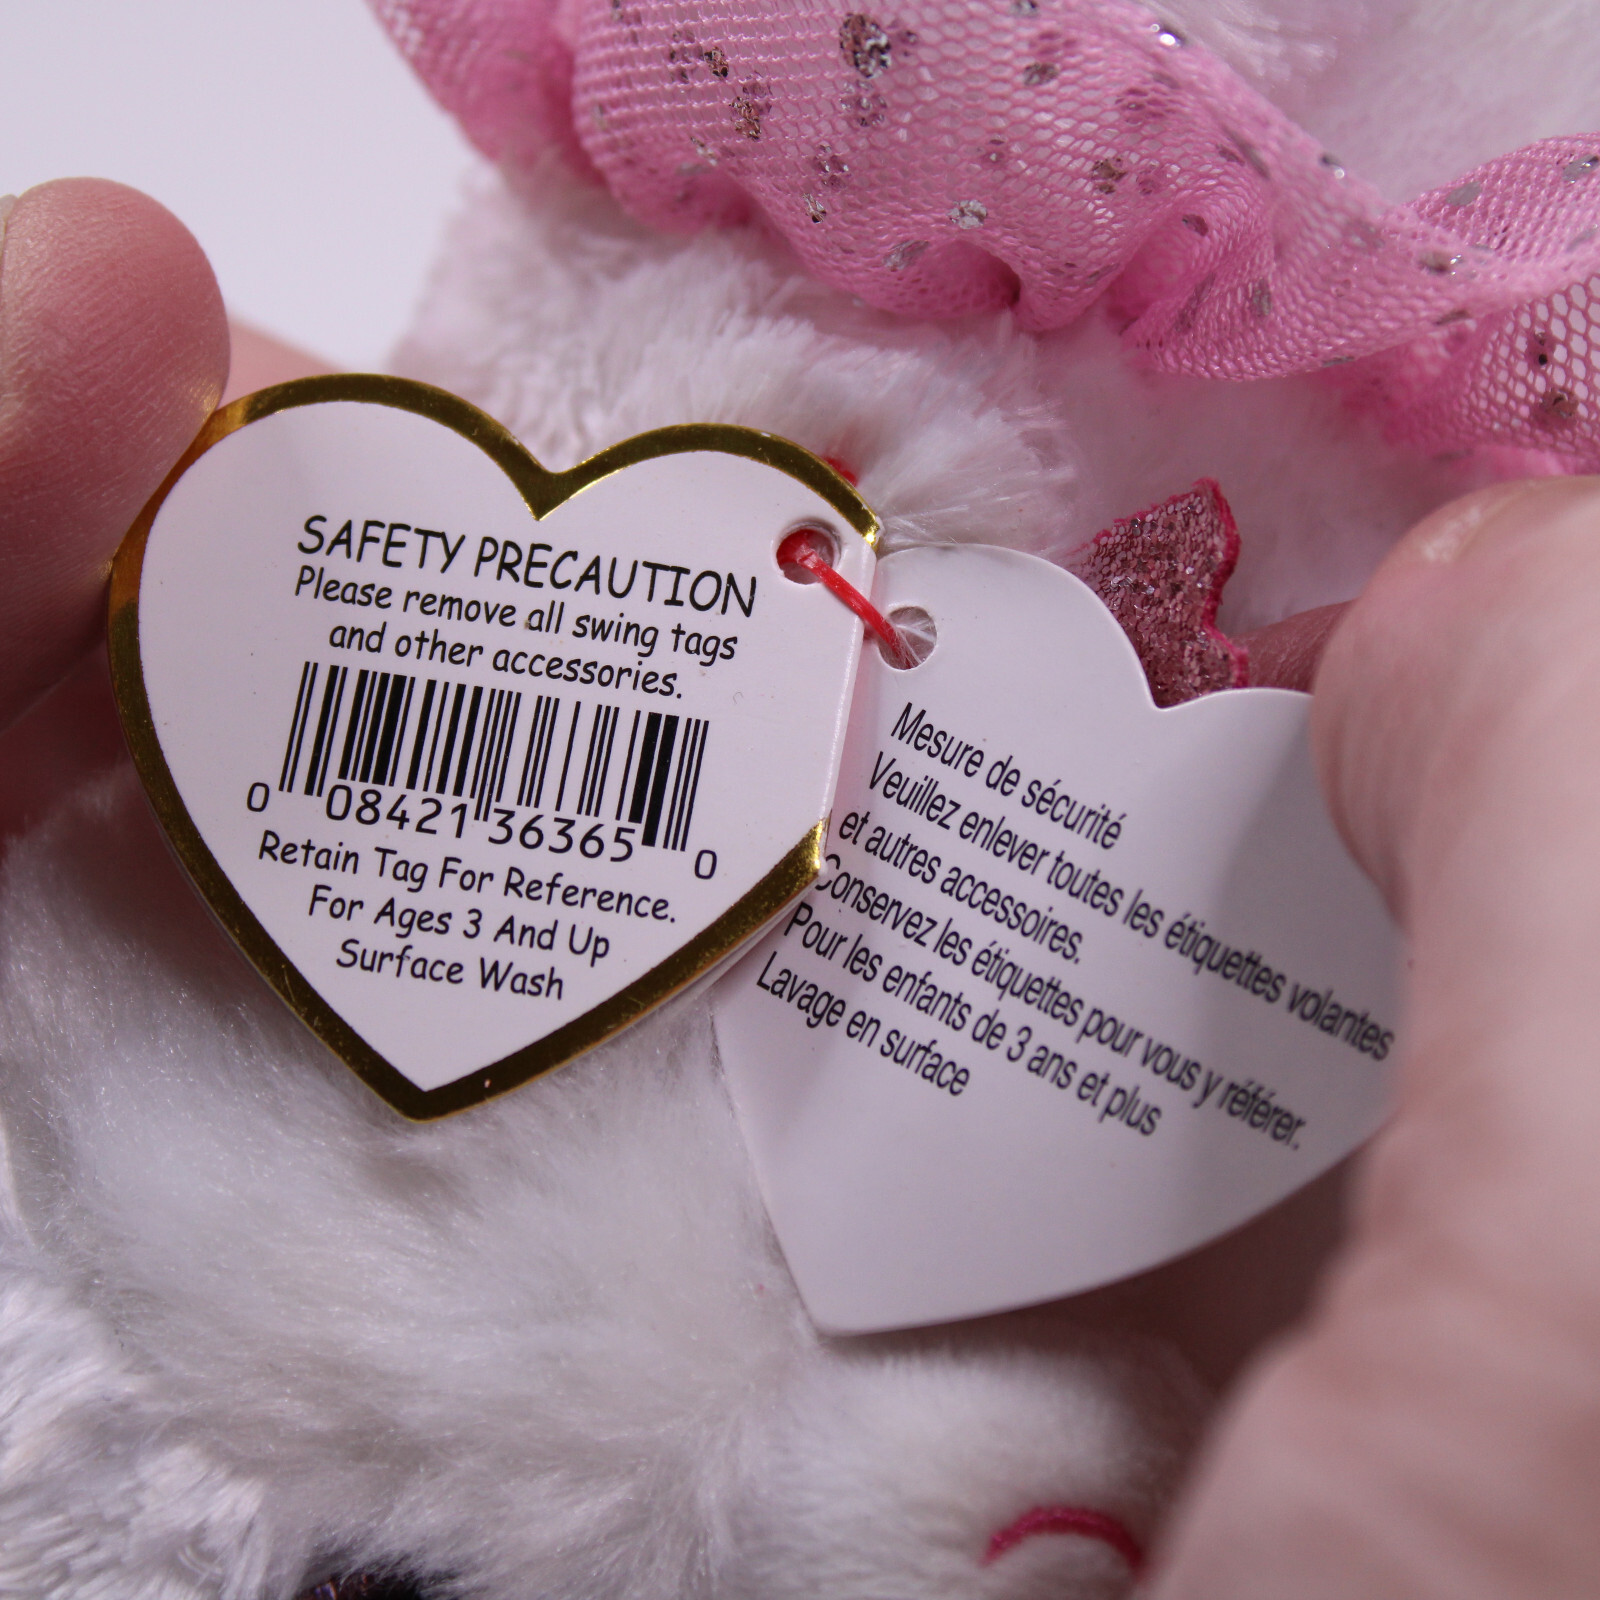 SAFETY PRECAUTION
Please remove all swing tags
and other accessories.
0 08421 36365 0
Retain Tag For Reference.
For Ages 3 And Up
Surface Wash
Mesure de sécurité
Veuillez enlever toutes les étiquettes volantes
et autres accessoires.
Conservez les étiquettes pour vous y référer.
Pour les enfants de 3 ans et plus
Lavage en surface